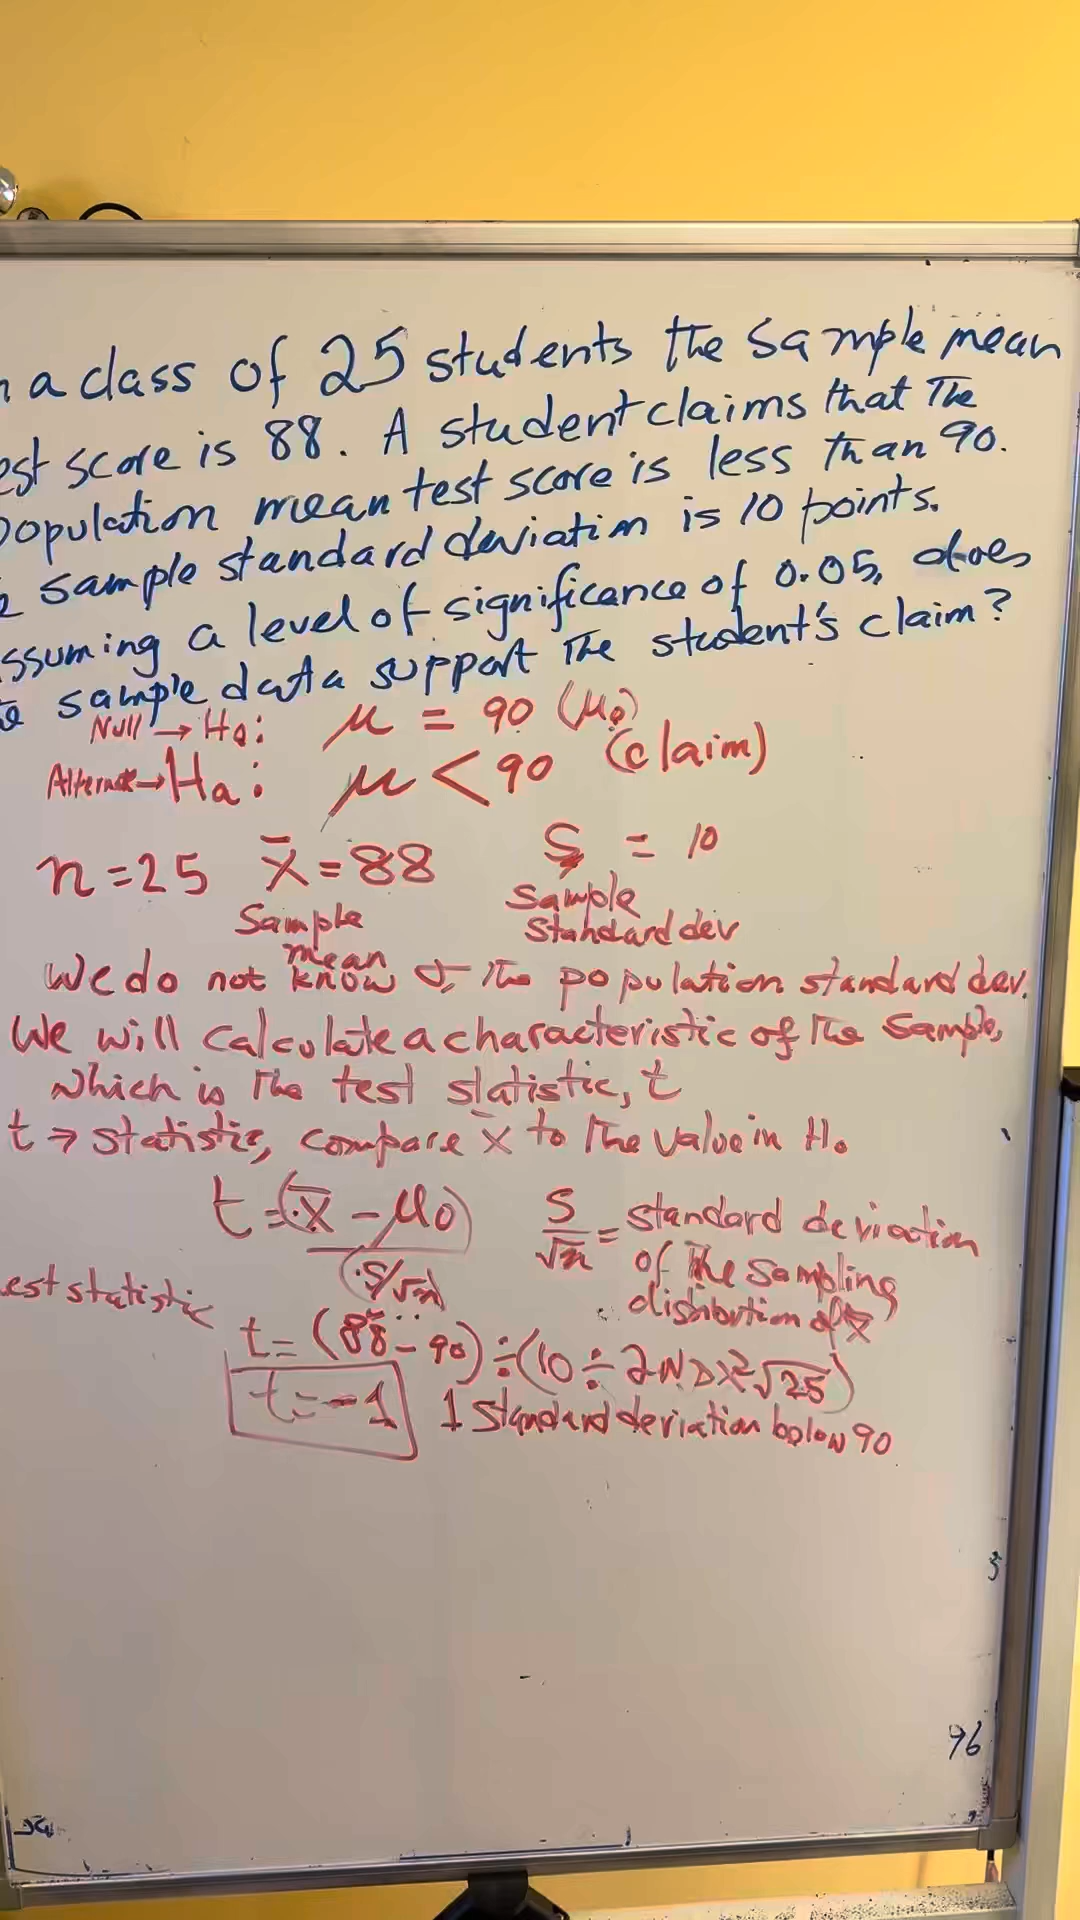 a class of 25 students the sample mean
est score is 88. A student claims that The
population mean test score is less than 90.
sample standard deviation is 10 points.
ssuming a level of significance of 0.05, does
sample data support The student's claim?
Null → H₀: μ = 90 (μ₀)
Alternate → Hₐ: μ < 90 (claim)
n = 25 x̄ = 88 S = 10
Sample mean
Sample Standard dev
We do not know σ, The population standard dev.
We will calculate a characteristic of The Sample,
which is The test statistic, t
t → statistic, compare x̄ to The value in H₀
t = (x̄ - μ₀)
(S/√n)
S/√n = standard deviation
of The sampling
distribution of x̄
est statistic
t = (88 - 90) ÷ (10 ÷ 2ND x² √25)
t = -1 1 Standard deviation below 90
96